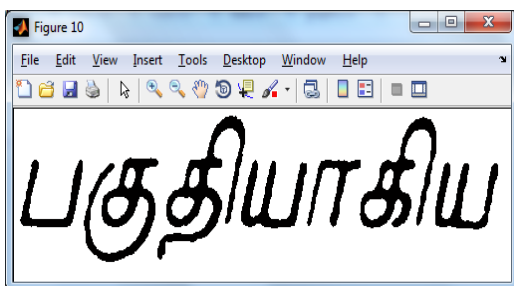 Figure 10
File Edit View Insert Tools Desktop Window Help
பகுதியாகிய